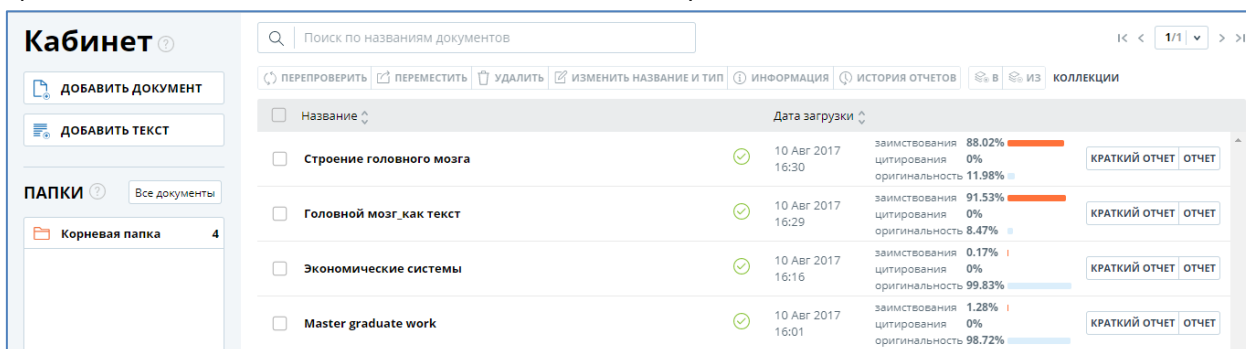 Кабинет
Поиск по названиям документов
1/1
ДОБАВИТЬ ДОКУМЕНТ
ДОБАВИТЬ ТЕКСТ
ПАПКИ
Все документы
Корневая папка 4
ПЕРЕПРОВЕРИТЬ ПЕРЕМЕСТИТЬ УДАЛИТЬ ИЗМЕНИТЬ НАЗВАНИЕ И ТИП ИНФОРМАЦИЯ ИСТОРИЯ ОТЧЕТОВ В ИЗ КОЛЛЕКЦИИ
Название Дата загрузки
Строение головного мозга
10 Авг 2017
16:30
заимствования 88.02%
цитирования 0%
оригинальность 11.98%
КРАТКИЙ ОТЧЕТ ОТЧЕТ
Головной мозг_как текст
10 Авг 2017
16:29
заимствования 91.53%
цитирования 0%
оригинальность 8.47%
КРАТКИЙ ОТЧЕТ ОТЧЕТ
Экономические системы
10 Авг 2017
16:16
заимствования 0.17%
цитирования 0%
оригинальность 99.83%
КРАТКИЙ ОТЧЕТ ОТЧЕТ
Master graduate work
10 Авг 2017
16:01
заимствования 1.28%
цитирования 0%
оригинальность 98.72%
КРАТКИЙ ОТЧЕТ ОТЧЕТ